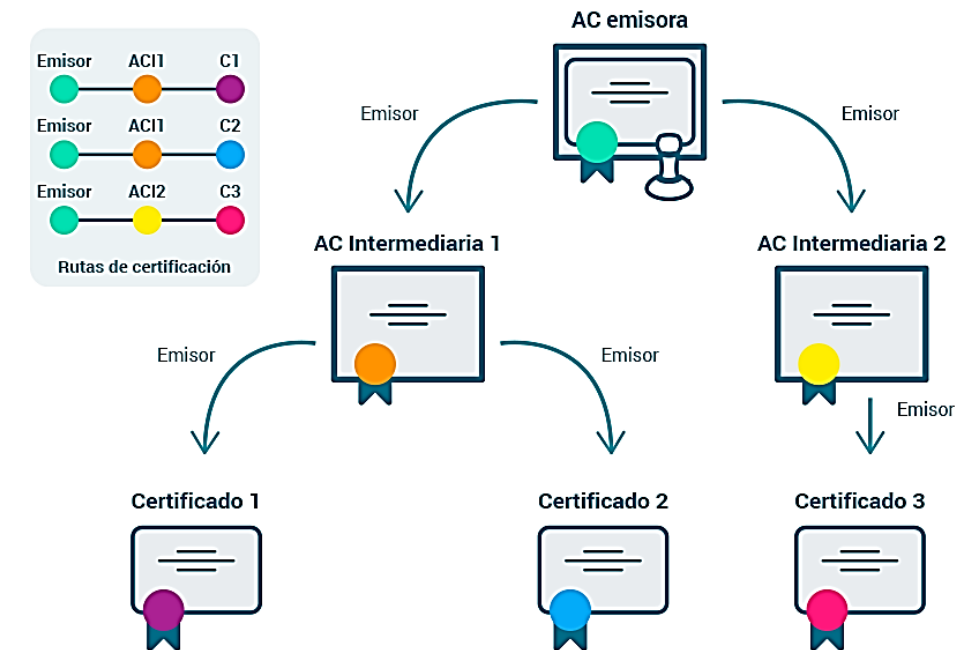 AC emisora
Emisor ACI1 C1
Emisor ACI1 C2
Emisor ACI2 C3
Rutas de certificación
Emisor
Emisor
AC Intermediaria 1
AC Intermediaria 2
Emisor
Emisor
Emisor
Certificado 1
Certificado 2
Certificado 3